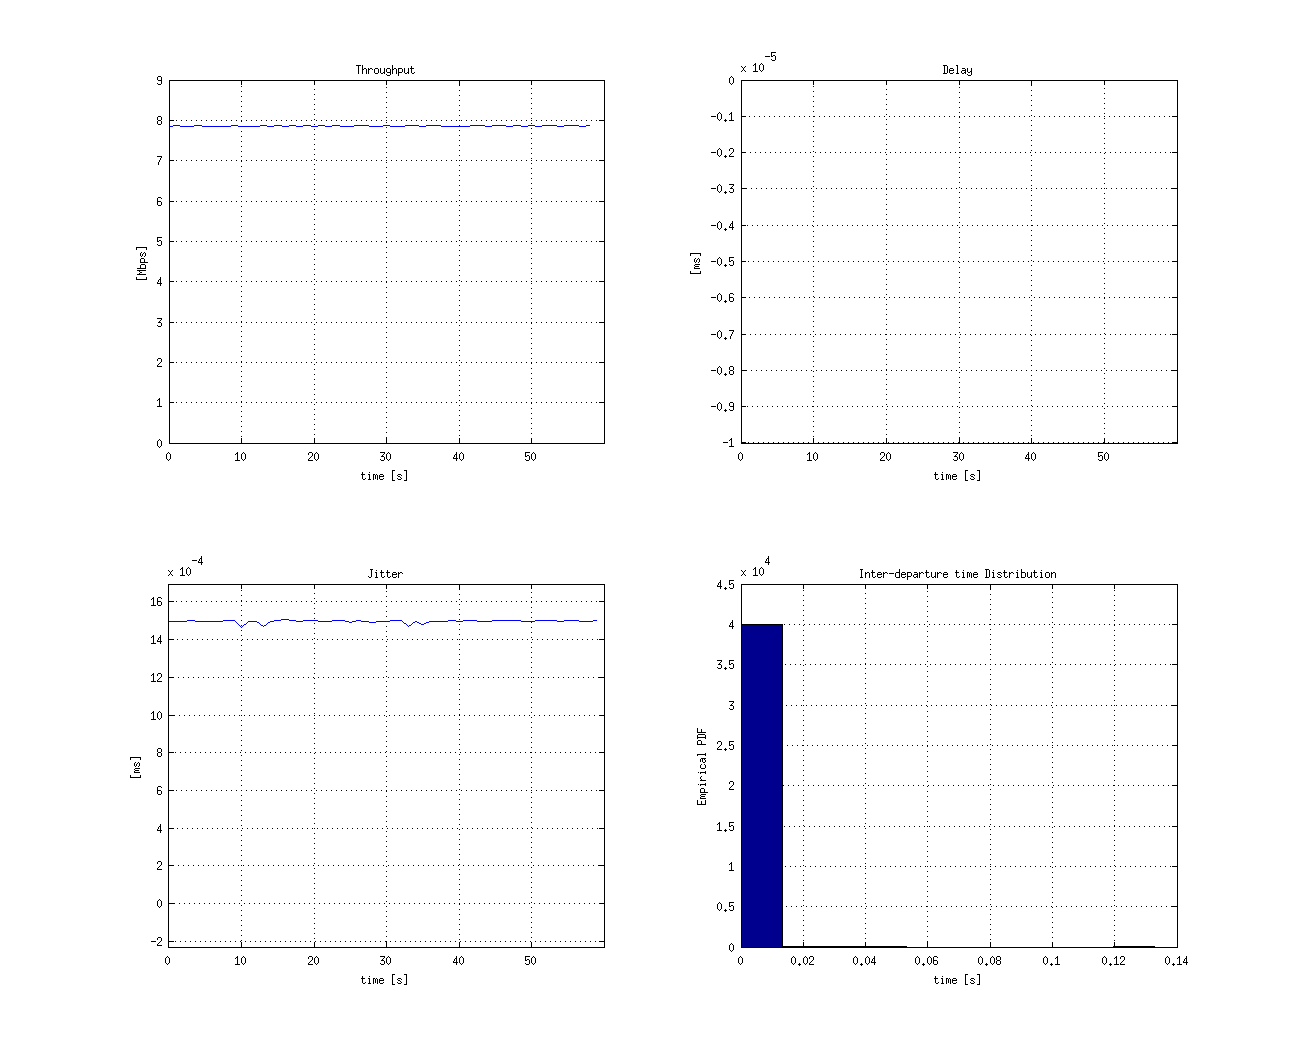 Throughput
9
8
7
6
5
4
3
2
1
0
[Mbps]
0 10 20 30 40 50
time [s]
x 10^-5
Delay
0
-0.1
-0.2
-0.3
-0.4
-0.5
-0.6
-0.7
-0.8
-0.9
-1
[ms]
0 10 20 30 40 50
time [s]
x 10^-4
Jitter
16
14
12
10
8
6
4
2
0
-2
[ms]
0 10 20 30 40 50
time [s]
x 10^4
Inter-departure time Distribution
4.5
4
3.5
3
2.5
2
1.5
1
0.5
0
Empirical PDF
0 0.02 0.04 0.06 0.08 0.1 0.12 0.14
time [s]